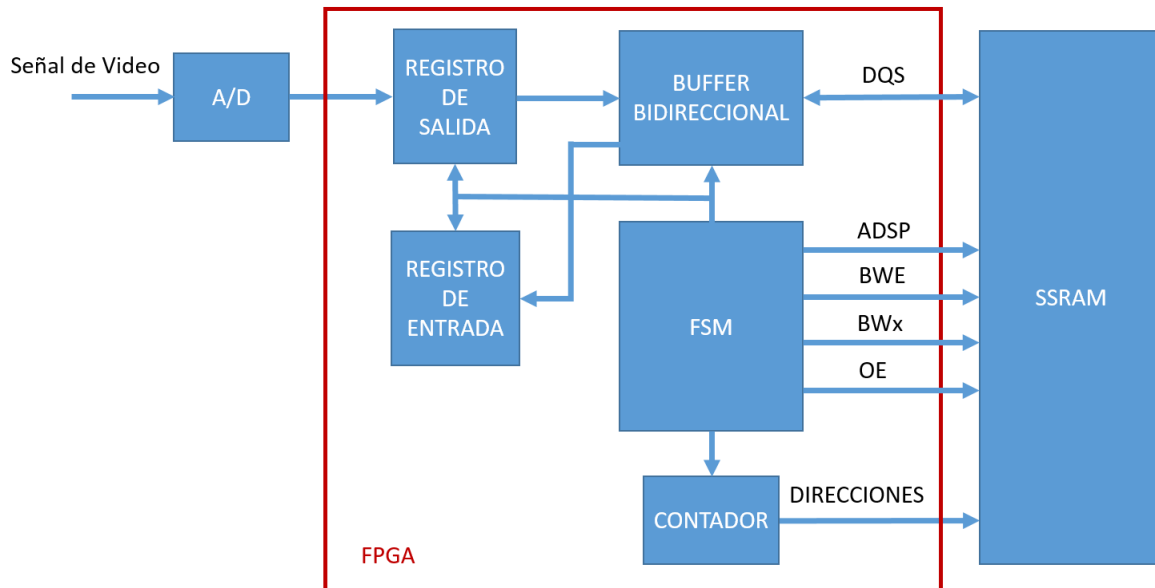 Señal de Video
A/D
REGISTRO
DE
SALIDA
BUFFER
BIDIRECCIONAL
DQS
REGISTRO
DE
ENTRADA
FSM
ADSP
BWE
BWx
OE
SSRAM
CONTADOR
DIRECCIONES
FPGA